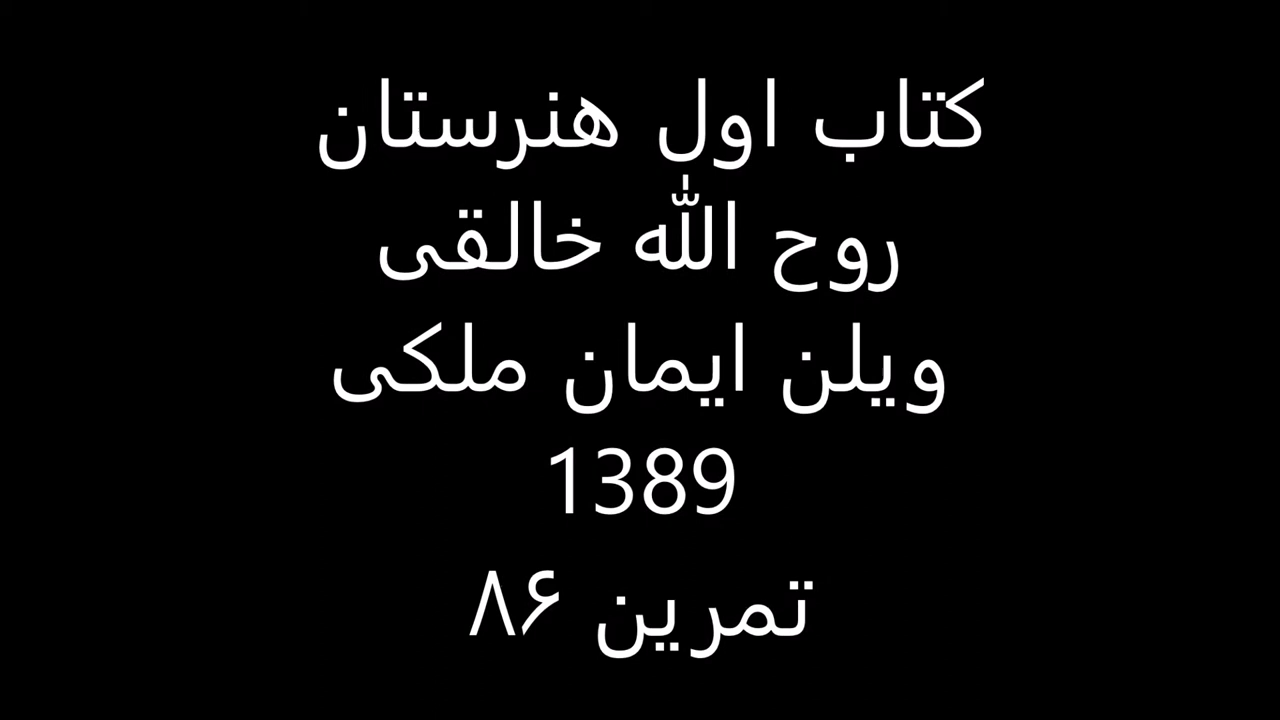 کتاب اول هنرستان
روح الله خالقی
ویلن ایمان ملکی
1389
تمرین ۸۶